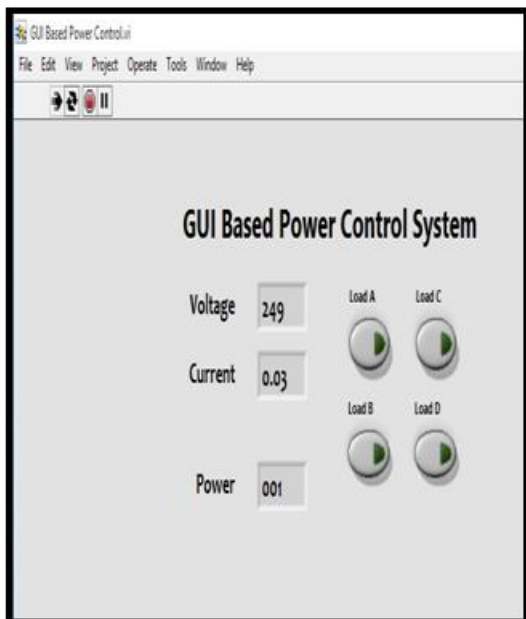 GUI Based Power Control.vi
File Edit View Project Operate Tools Window Help
GUI Based Power Control System
Voltage 249
Current 0.03
Power 001
Load A Load C
Load B Load D